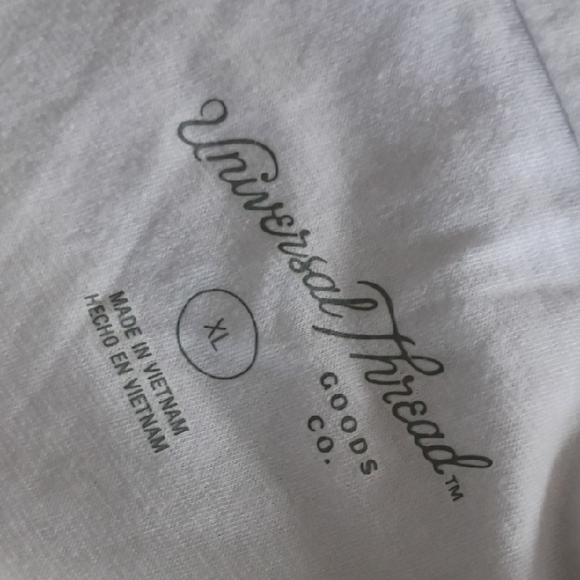 Universal Thread™
GOODS
CO.
XL
MADE IN VIETNAM
HECHO EN VIETNAM